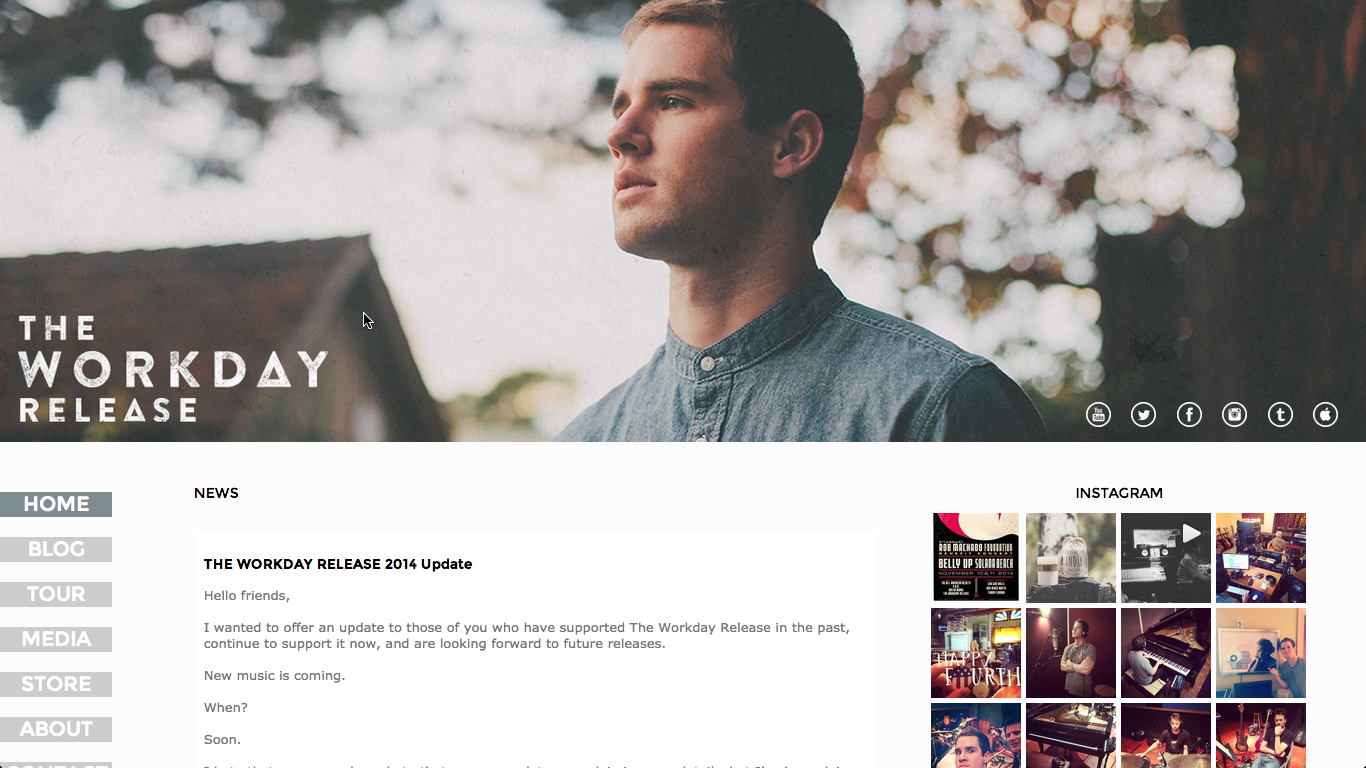 THE
WORKDAY
RELEASE
HOME
BLOG
TOUR
MEDIA
STORE
ABOUT
NEWS
THE WORKDAY RELEASE 2014 Update
Hello friends,
I wanted to offer an update to those of you who have supported The Workday Release in the past,
continue to support it now, and are looking forward to future releases.
New music is coming.
When?
Soon.
INSTAGRAM
ROB MACHADO FOUNDATION
BENEFIT CONCERT
BELLY UP SOLANA BEACH
NOVEMBER 10 & 11 2014
HAPPY
FOURTH